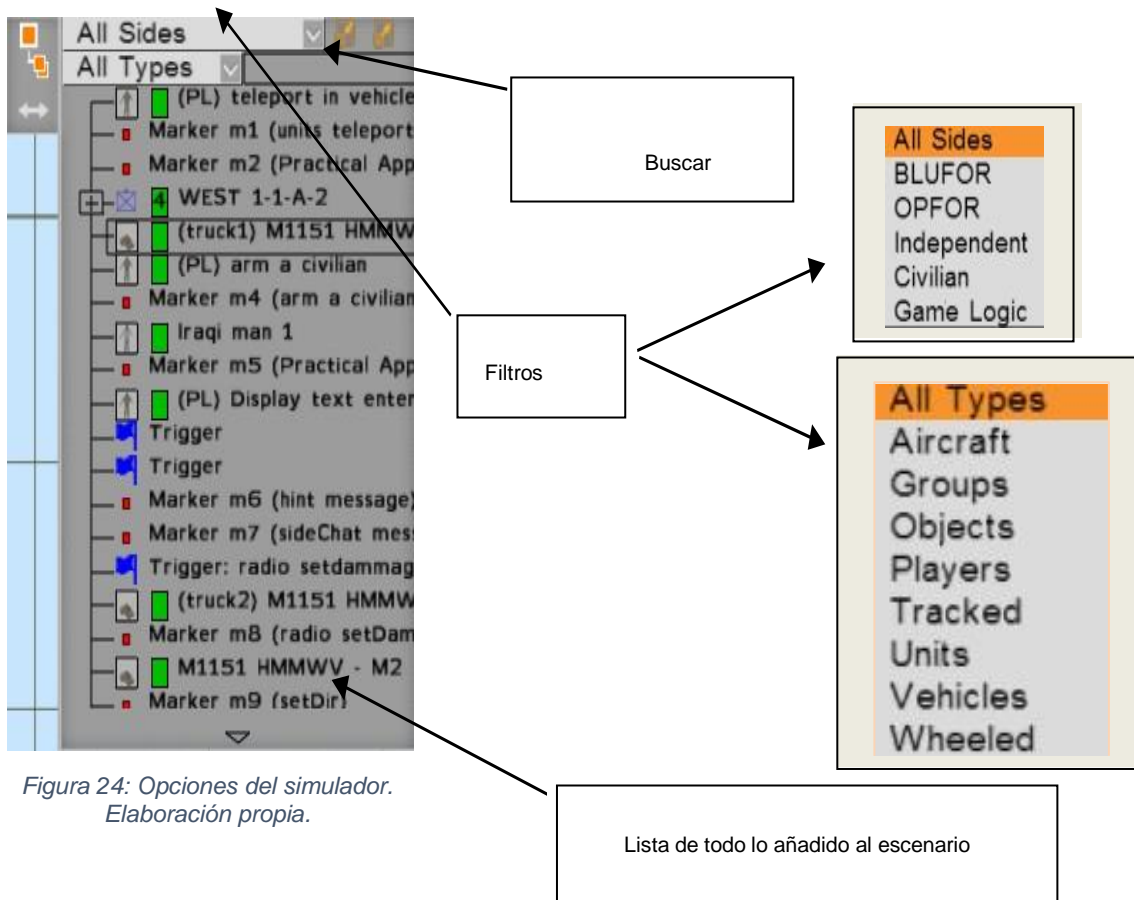 All Sides
All Types
(PL) teleport in vehicle
Marker m1 (units teleport
Marker m2 (Practical App
4 WEST 1-1-A-2
(truck1) M1151 HMMW
(PL) arm a civilian
Marker m4 (arm a civilian
Iraqi man 1
Marker m5 (Practical App
(PL) Display text enter
Trigger
Trigger
Marker m6 (hint message)
Marker m7 (sideChat mes
Trigger: radio setdammag
(truck2) M1151 HMMW
Marker m8 (radio setDam
M1151 HMMWV - M2
Marker m9 (setDir)
Figura 24: Opciones del simulador.
Elaboración propia.
Buscar
Filtros
All Sides
BLUFOR
OPFOR
Independent
Civilian
Game Logic
All Types
Aircraft
Groups
Objects
Players
Tracked
Units
Vehicles
Wheeled
Lista de todo lo añadido al escenario